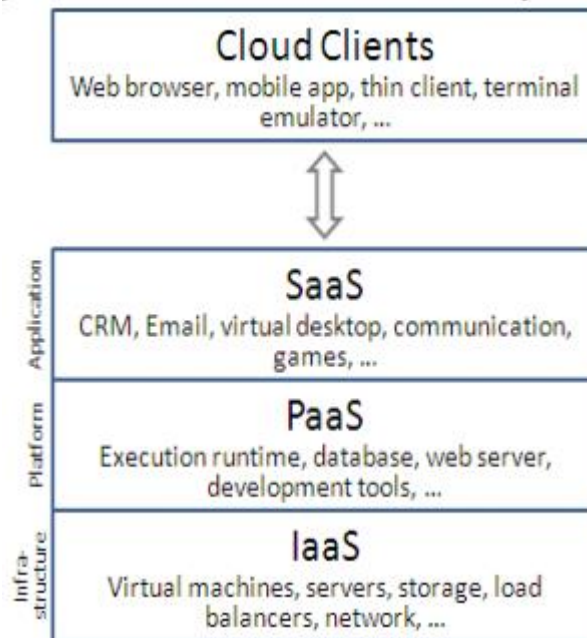 Cloud Clients
Web browser, mobile app, thin client, terminal
emulator, ...
Application
SaaS
CRM, Email, virtual desktop, communication,
games, ...
Platform
PaaS
Execution runtime, database, web server,
development tools, ...
Infra-
structure
IaaS
Virtual machines, servers, storage, load
balancers, network, ...